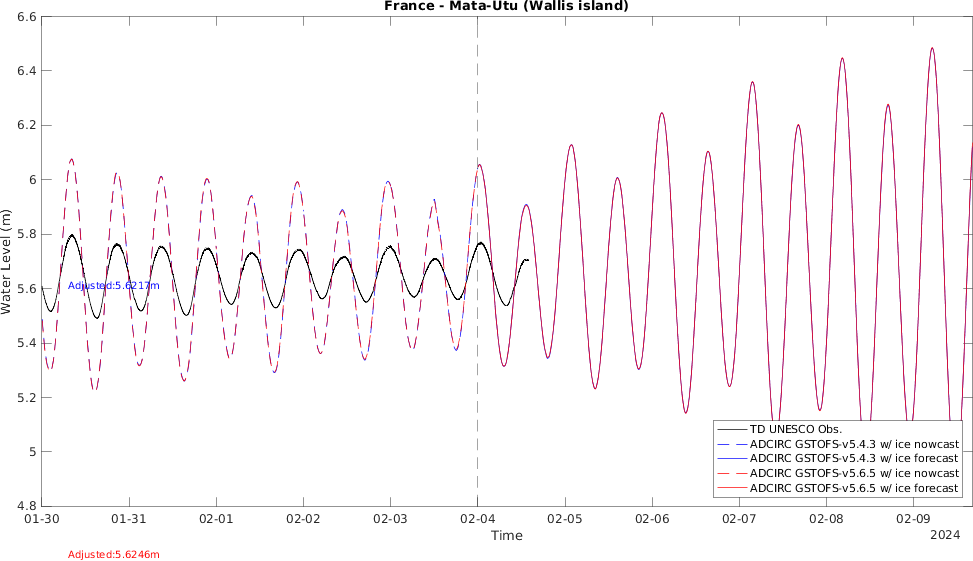 France - Mata-Utu (Wallis island)
6.6
6.4
6.2
6
5.8
5.6
5.4
5.2
5
4.8
Water Level (m)
Adjusted:5.6217m
TD UNESCO Obs.
ADCIRC GSTOFS-v5.4.3 w/ ice nowcast
ADCIRC GSTOFS-v5.4.3 w/ ice forecast
ADCIRC GSTOFS-v5.6.5 w/ ice nowcast
ADCIRC GSTOFS-v5.6.5 w/ ice forecast
01-30 01-31 02-01 02-02 02-03 02-04 02-05 02-06 02-07 02-08 02-09
Time
2024
Adjusted:5.6246m